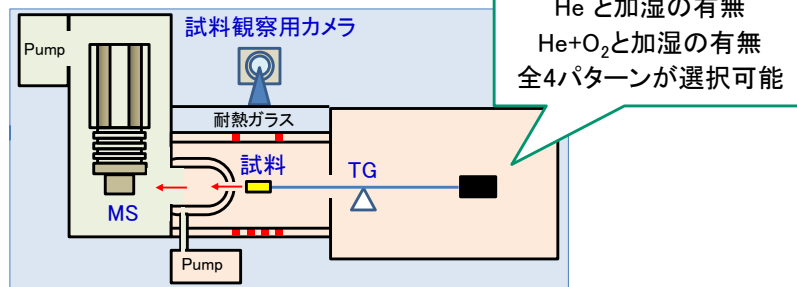 He と加湿の有無
He+O₂と加湿の有無
全4パターンが選択可能
試料観察用カメラ
Pump
耐熱ガラス
試料
TG
MS
Pump